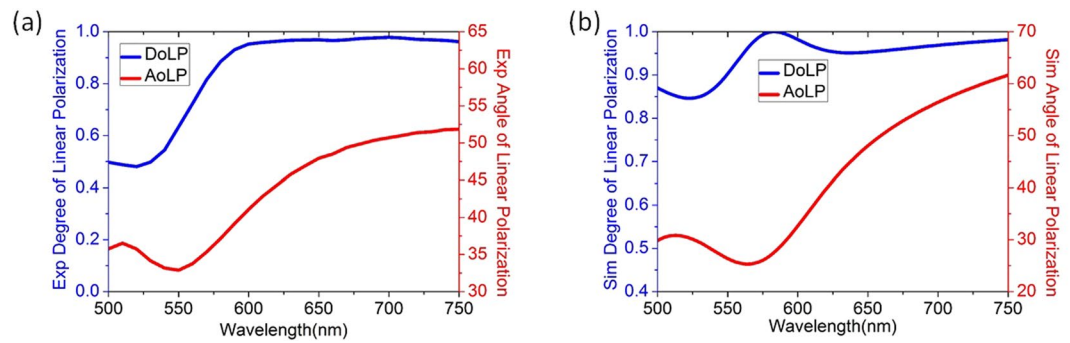 (a)
Exp Degree of Linear Polarization
1.0
0.8
0.6
0.4
0.2
0.0
DoLP
AoLP
65
60
55
50
45
40
35
30
Exp Angle of Linear Polarization
500 550 600 650 700 750
Wavelength(nm)
(b)
Sim Degree of Linear Polarization
1.0
0.9
0.8
0.7
0.6
0.5
0.4
DoLP
AoLP
70
60
50
40
30
20
Sim Angle of Linear Polarization
500 550 600 650 700 750
Wavelength(nm)